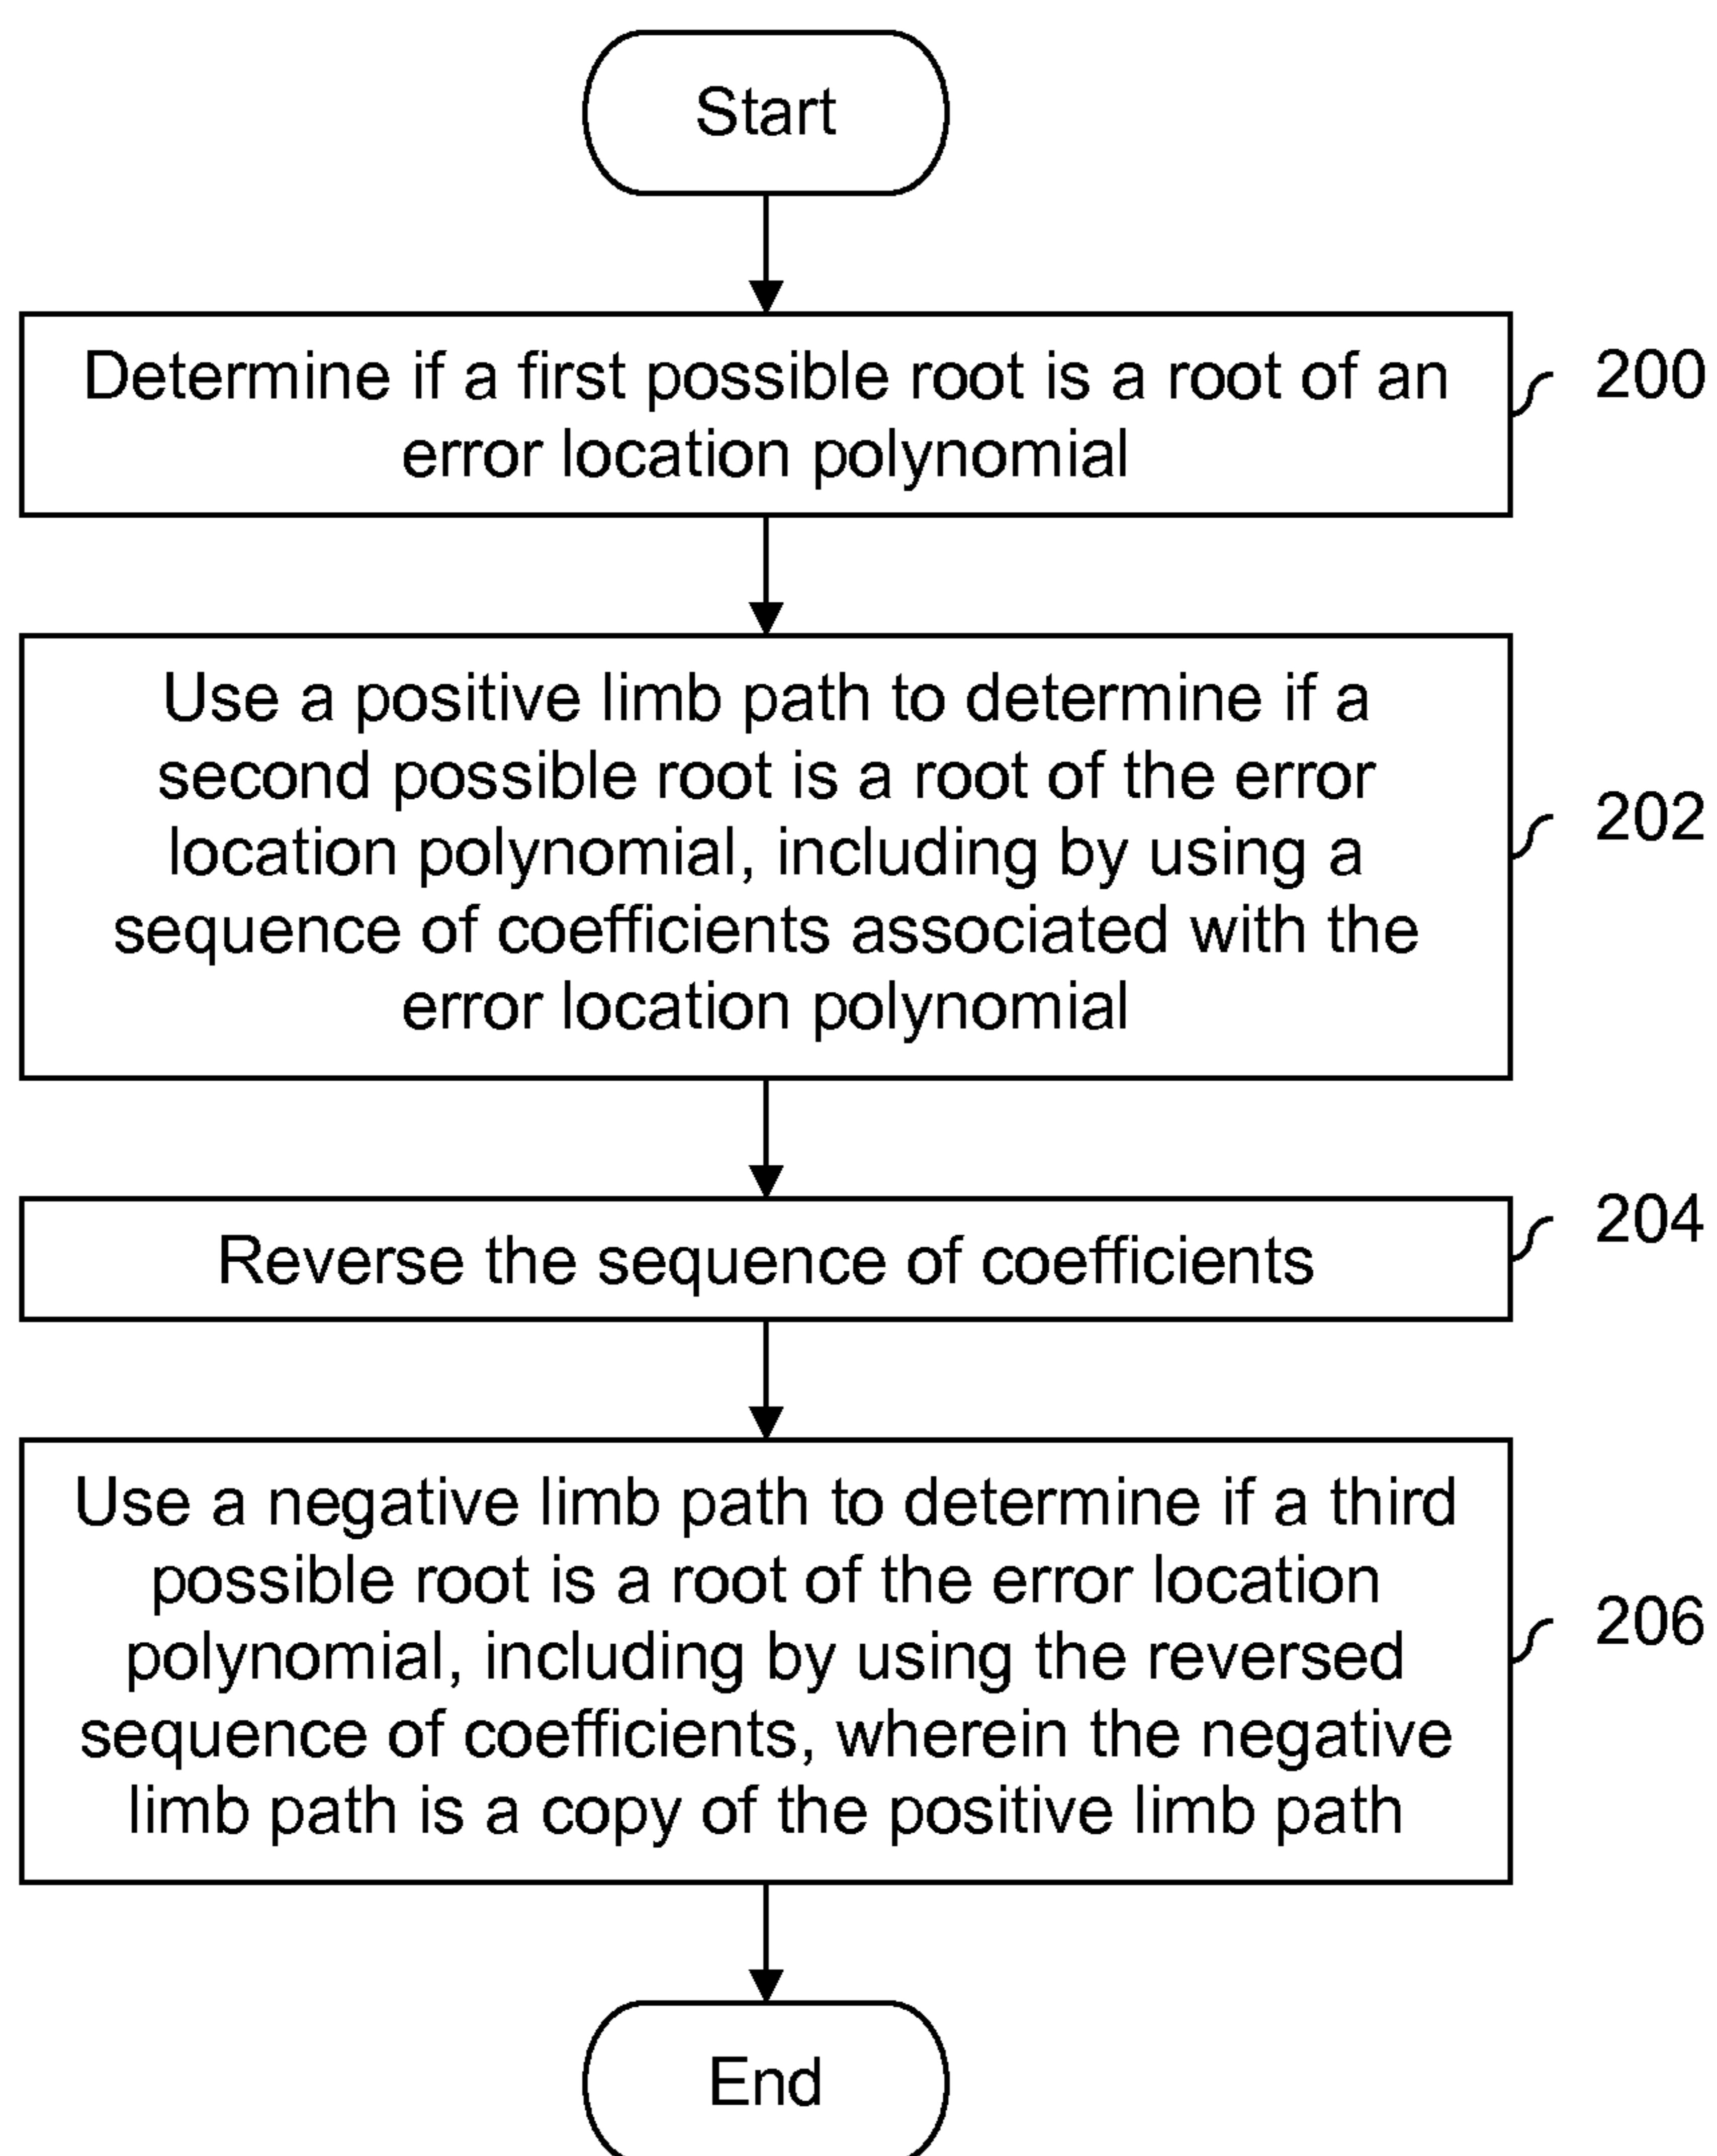 Start
Determine if a first possible root is a root of an
error location polynomial
200
Use a positive limb path to determine if a
second possible root is a root of the error
location polynomial, including by using a
sequence of coefficients associated with the
error location polynomial
202
Reverse the sequence of coefficients
204
Use a negative limb path to determine if a third
possible root is a root of the error location
polynomial, including by using the reversed
sequence of coefficients, wherein the negative
limb path is a copy of the positive limb path
206
End